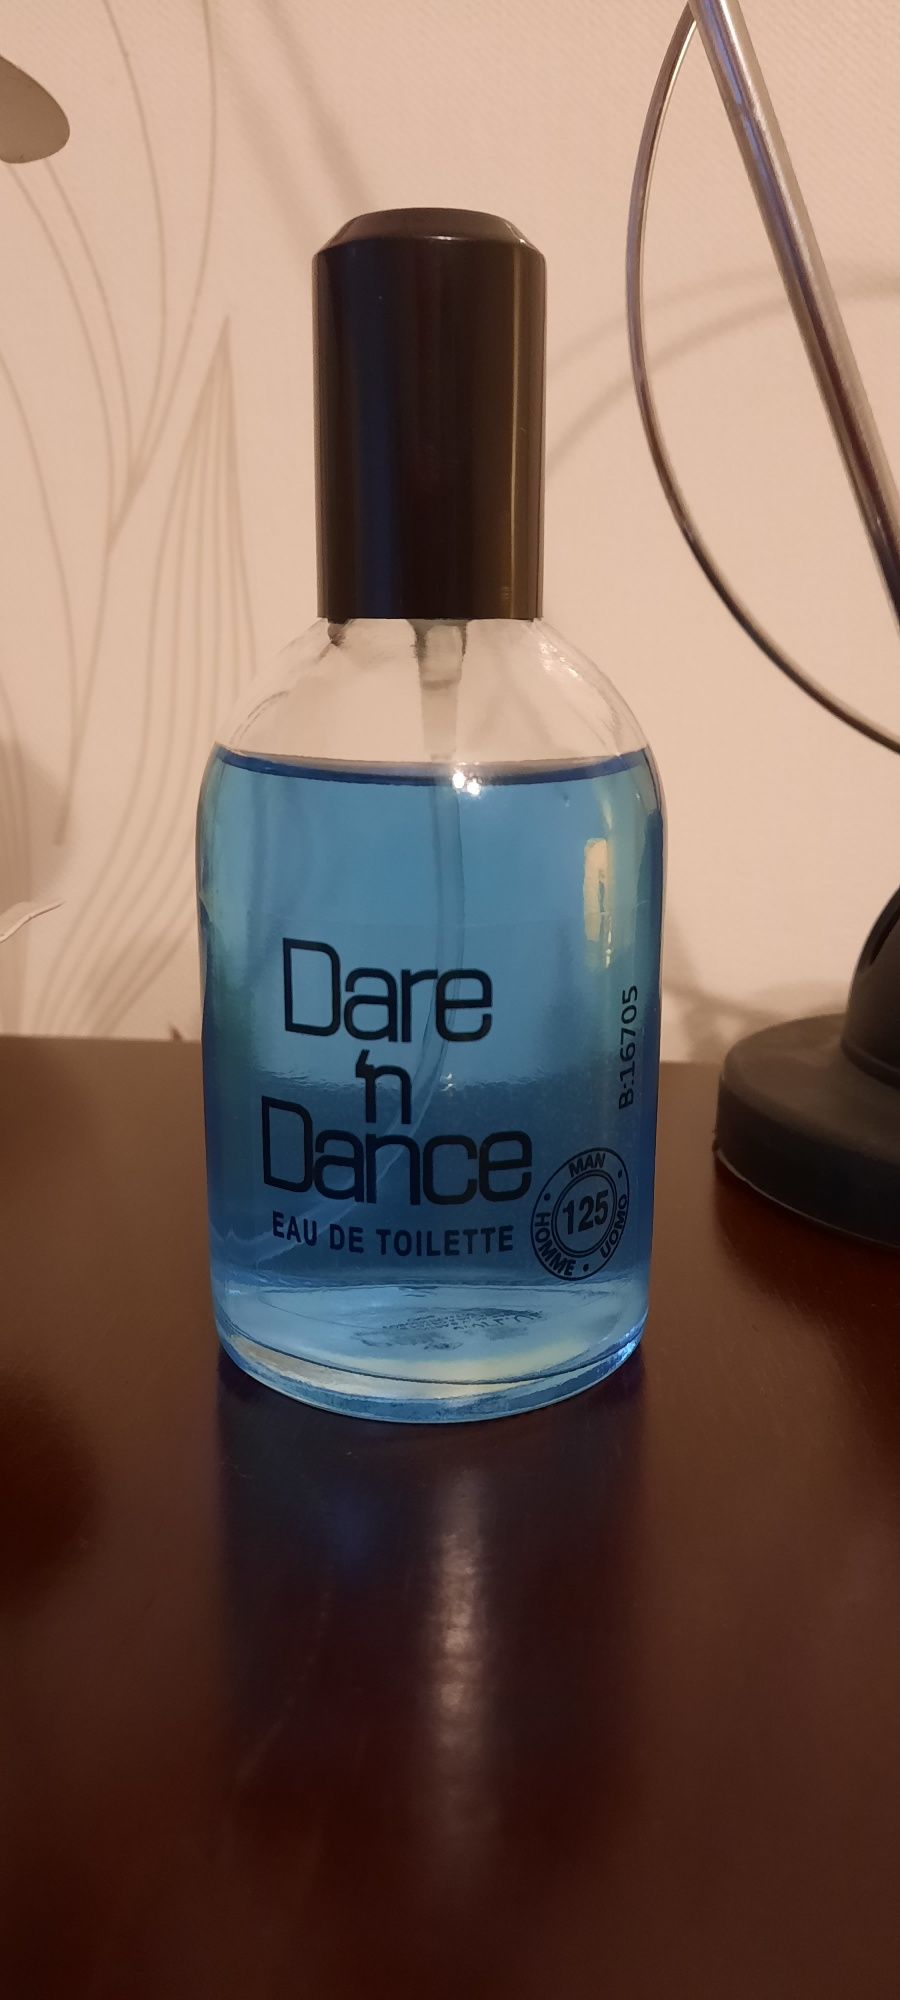 Dare
'n
Dance
EAU DE TOILETTE
MAN
125
HOMME • UOMO
B:16705